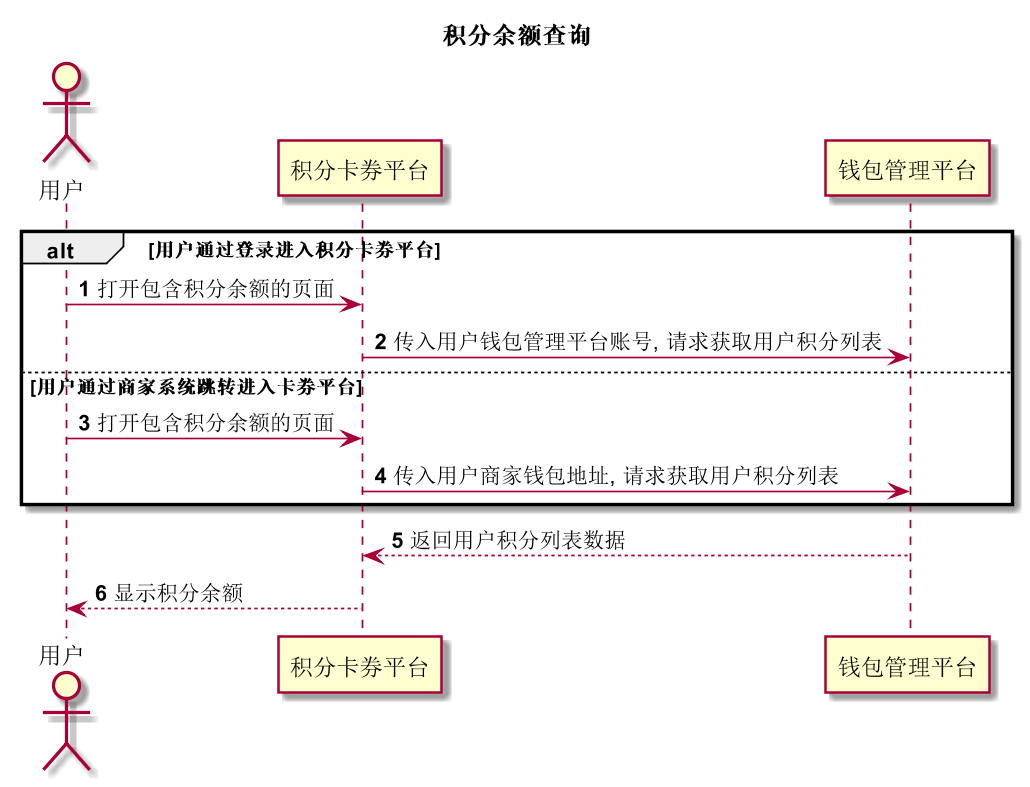 积分余额查询
用户
积分卡券平台
钱包管理平台
alt [用户通过登录进入积分卡券平台]
1 打开包含积分余额的页面
2 传入用户钱包管理平台账号, 请求获取用户积分列表
[用户通过商家系统跳转进入卡券平台]
3 打开包含积分余额的页面
4 传入用户商家钱包地址, 请求获取用户积分列表
5 返回用户积分列表数据
6 显示积分余额
用户
积分卡券平台
钱包管理平台